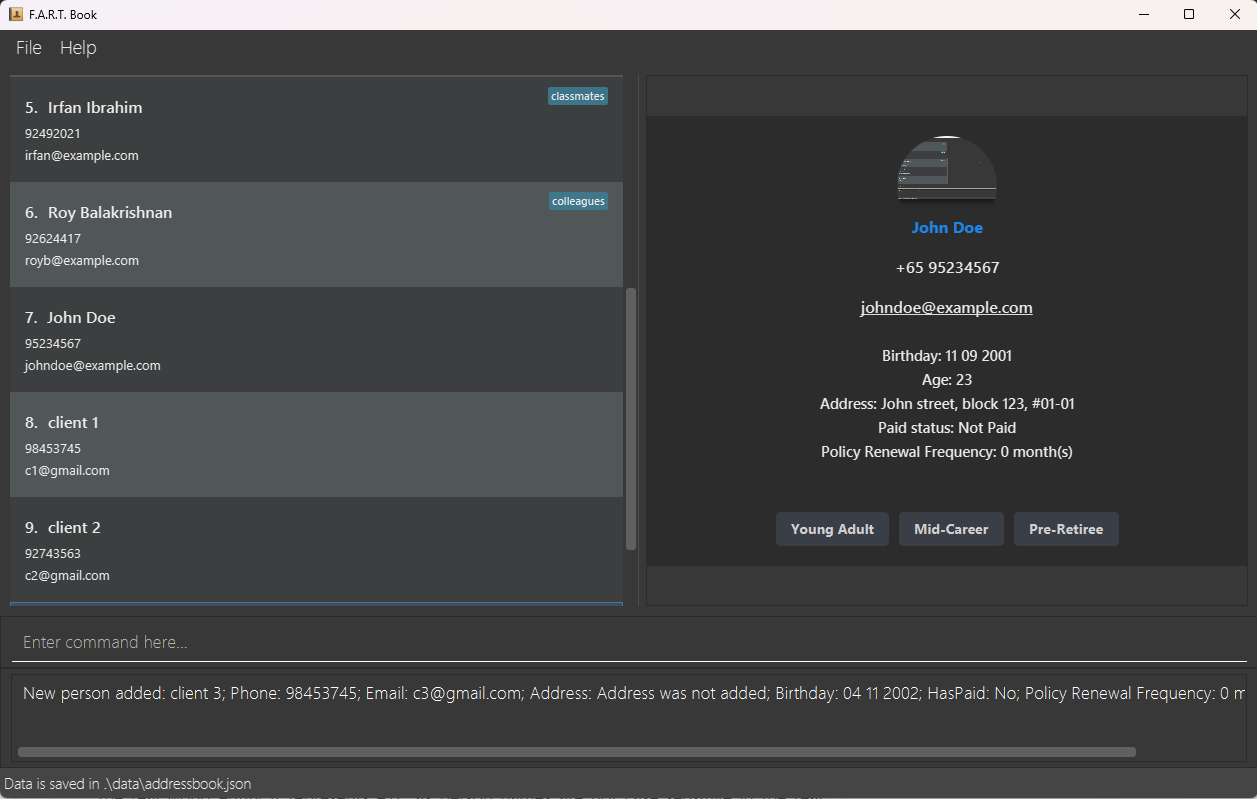 F.A.R.T. Book
File Help
5. Irfan Ibrahim
classmates
92492021
irfan@example.com
6. Roy Balakrishnan
colleagues
92624417
royb@example.com
7. John Doe
95234567
johndoe@example.com
8. client 1
98453745
c1@gmail.com
9. client 2
92743563
c2@gmail.com
John Doe
+65 95234567
johndoe@example.com
Birthday: 11 09 2001
Age: 23
Address: John street, block 123, #01-01
Paid status: Not Paid
Policy Renewal Frequency: 0 month(s)
Young Adult Mid-Career Pre-Retiree
Enter command here...
New person added: client 3; Phone: 98453745; Email: c3@gmail.com; Address: Address was not added; Birthday: 04 11 2002; HasPaid: No; Policy Renewal Frequency: 0 m
Data is saved in .\data\addressbook.json